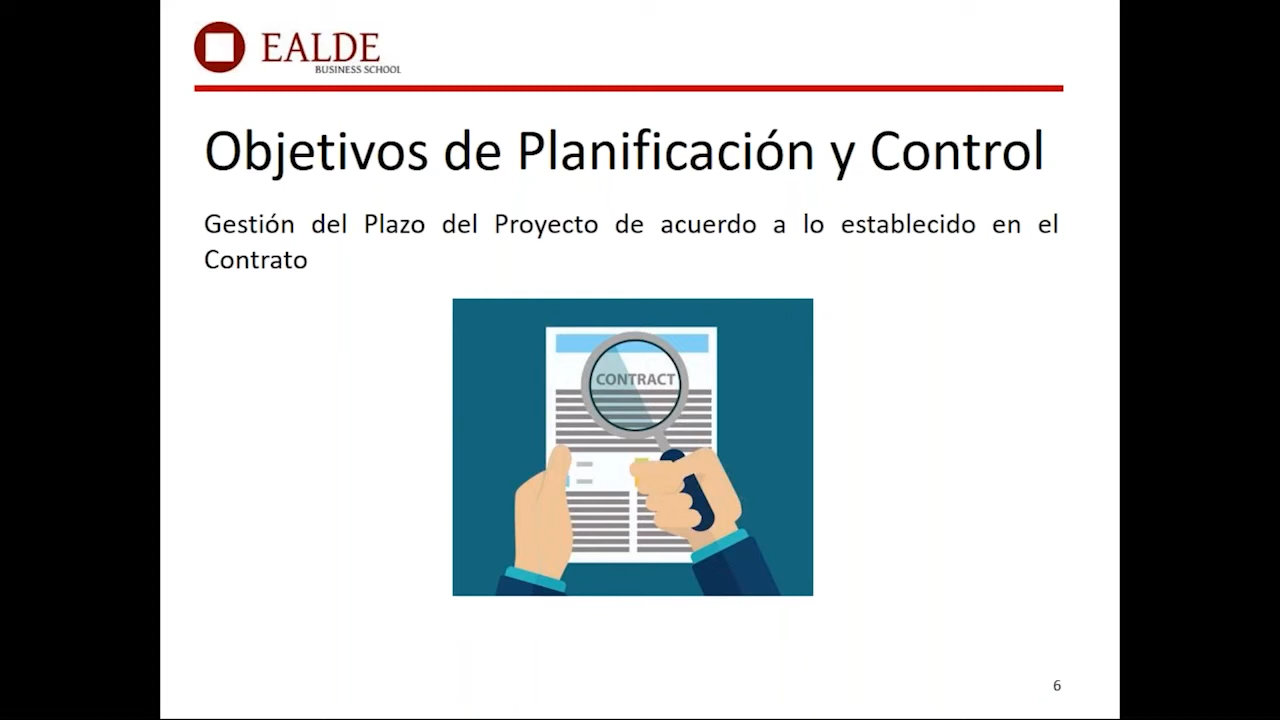 EALDE
BUSINESS SCHOOL
Objetivos de Planificación y Control
Gestión del Plazo del Proyecto de acuerdo a lo establecido en el
Contrato
CONTRACT
6